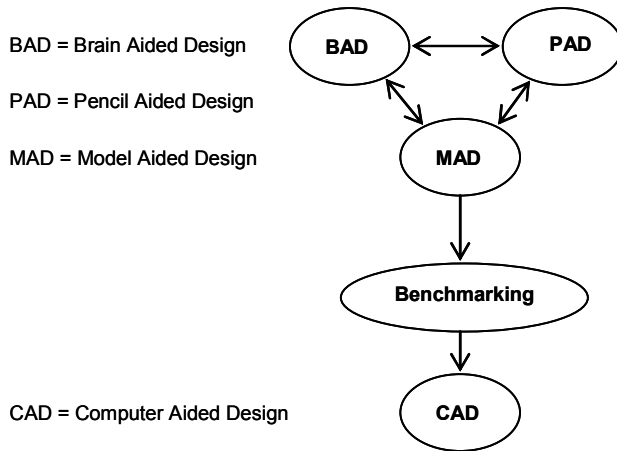 BAD = Brain Aided Design
BAD
PAD
PAD = Pencil Aided Design
MAD = Model Aided Design
MAD
Benchmarking
CAD = Computer Aided Design
CAD